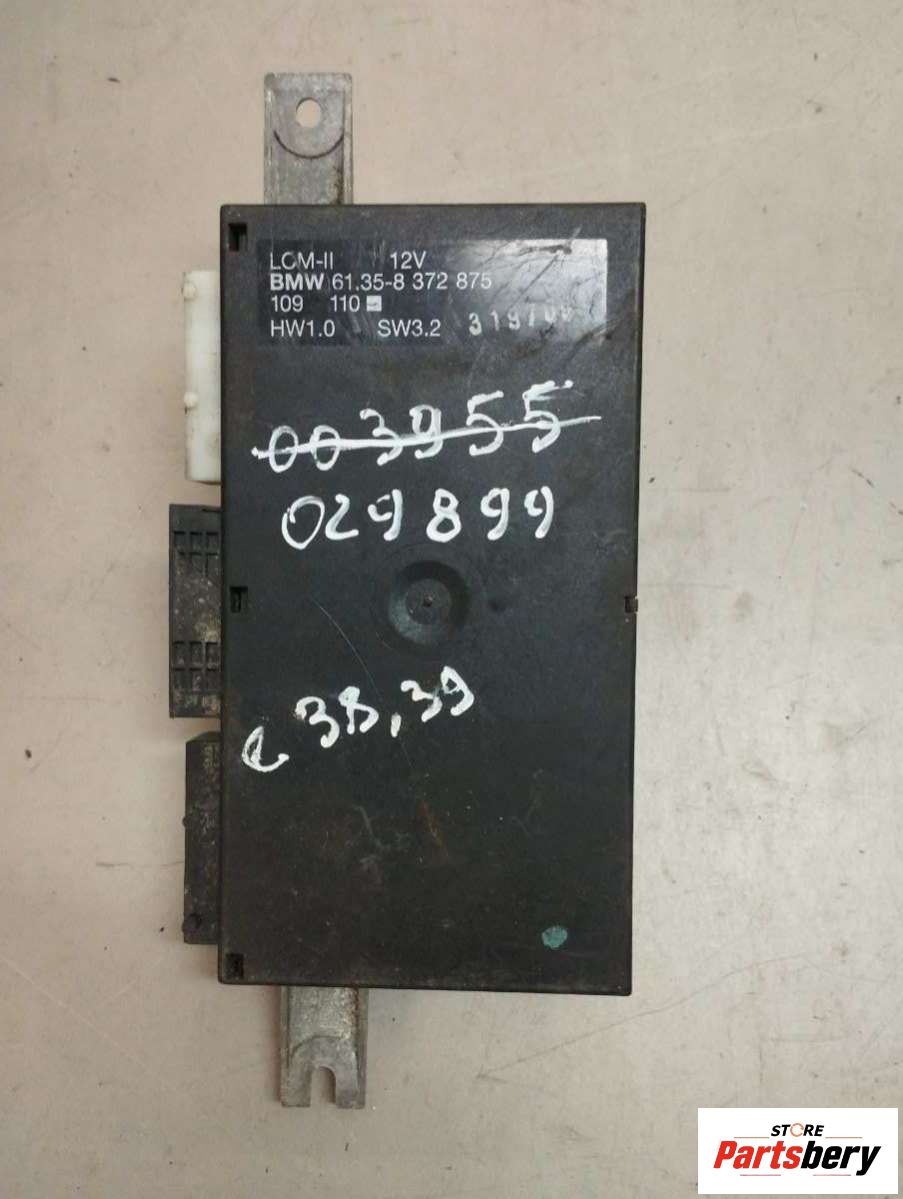 LCM-II 12V
BMW 61.35-8 372 875
109 110
HW1.0 SW3.2
003955
029899
e 38,39
STORE
Partsbery